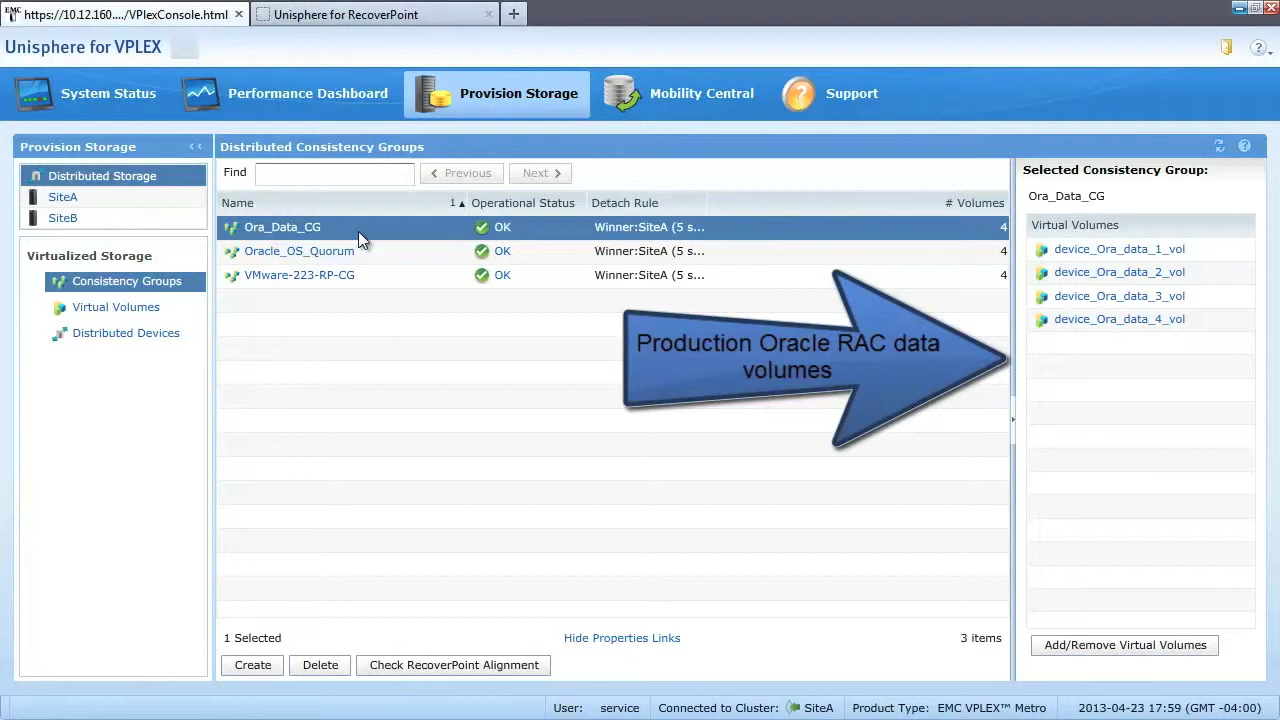 EMC https://10.12.160..../VPlexConsole.html
Unisphere for RecoverPoint
Unisphere for VPLEX
System Status
Performance Dashboard
Provision Storage
Mobility Central
Support
Provision Storage
Distributed Storage
SiteA
SiteB
Virtualized Storage
Consistency Groups
Virtual Volumes
Distributed Devices
Distributed Consistency Groups
Find
Previous
Next
Name 1 Operational Status Detach Rule # Volumes
Ora_Data_CG OK Winner:SiteA (5 s... 4
Oracle_OS_Quorum OK Winner:SiteA (5 s... 4
VMware-223-RP-CG OK Winner:SiteA (5 s... 4
Production Oracle RAC data
volumes
1 Selected
Hide Properties Links
3 items
Create
Delete
Check RecoverPoint Alignment
Selected Consistency Group:
Ora_Data_CG
Virtual Volumes
device_Ora_data_1_vol
device_Ora_data_2_vol
device_Ora_data_3_vol
device_Ora_data_4_vol
Add/Remove Virtual Volumes
User: service
Connected to Cluster: SiteA
Product Type: EMC VPLEX™ Metro
2013-04-23 17:59 (GMT -04:00)